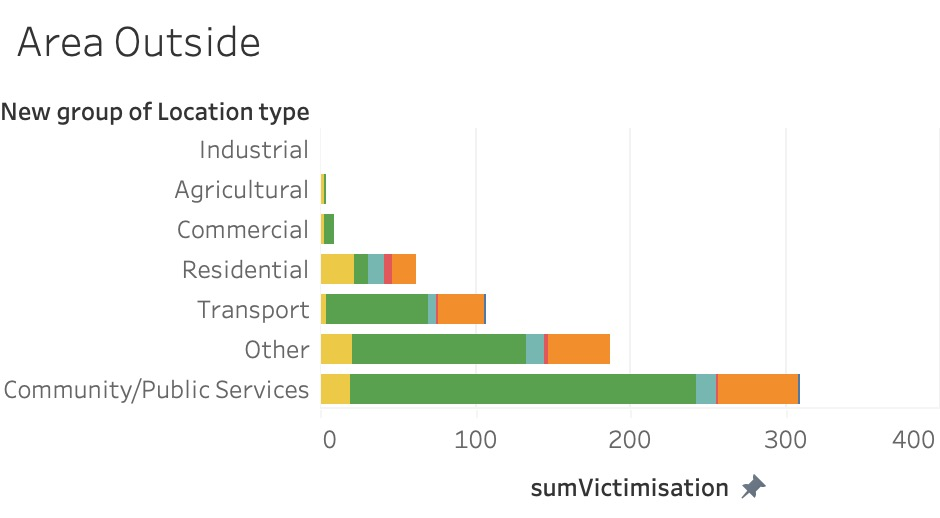 Area Outside
New group of Location type
Industrial
Agricultural
Commercial
Residential
Transport
Other
Community/Public Services
0 100 200 300 400
sumVictimisation